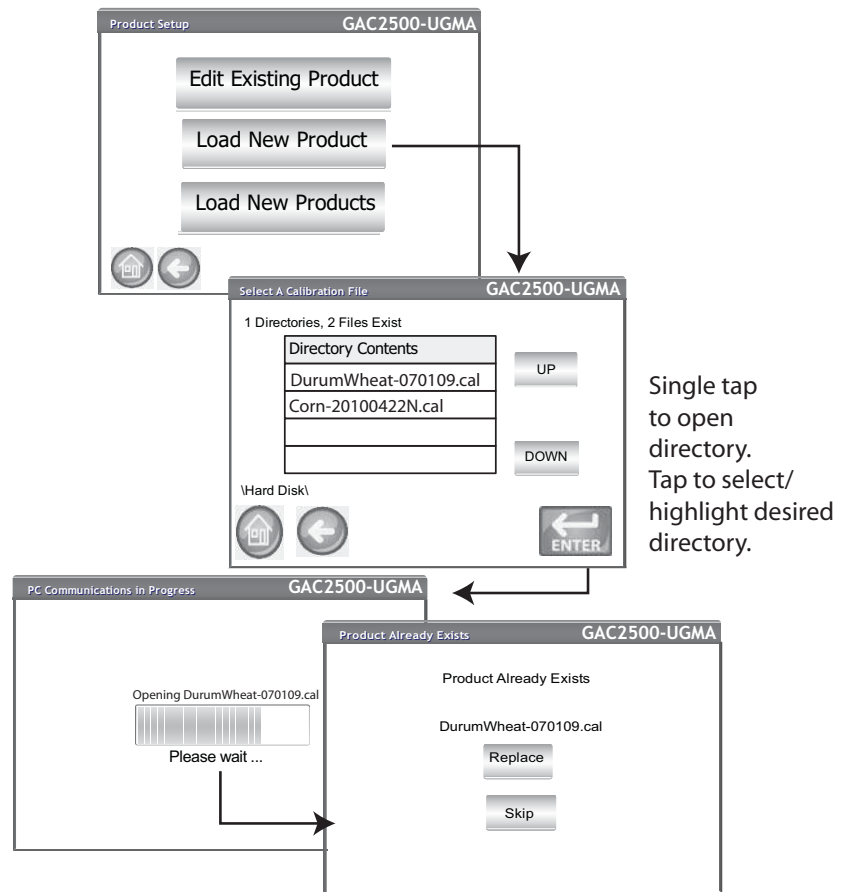 Product Setup
GAC2500-UGMA
Edit Existing Product
Load New Product
Load New Products
Select A Calibration File
GAC2500-UGMA
1 Directories, 2 Files Exist
Directory Contents
DurumWheat-070109.cal
Corn-20100422N.cal
UP
DOWN
\Hard Disk\
ENTER
Single tap
to open
directory.
Tap to select/
highlight desired
directory.
PC Communications in Progress
GAC2500-UGMA
Opening DurumWheat-070109.cal
Please wait ...
Product Already Exists
GAC2500-UGMA
Product Already Exists
DurumWheat-070109.cal
Replace
Skip